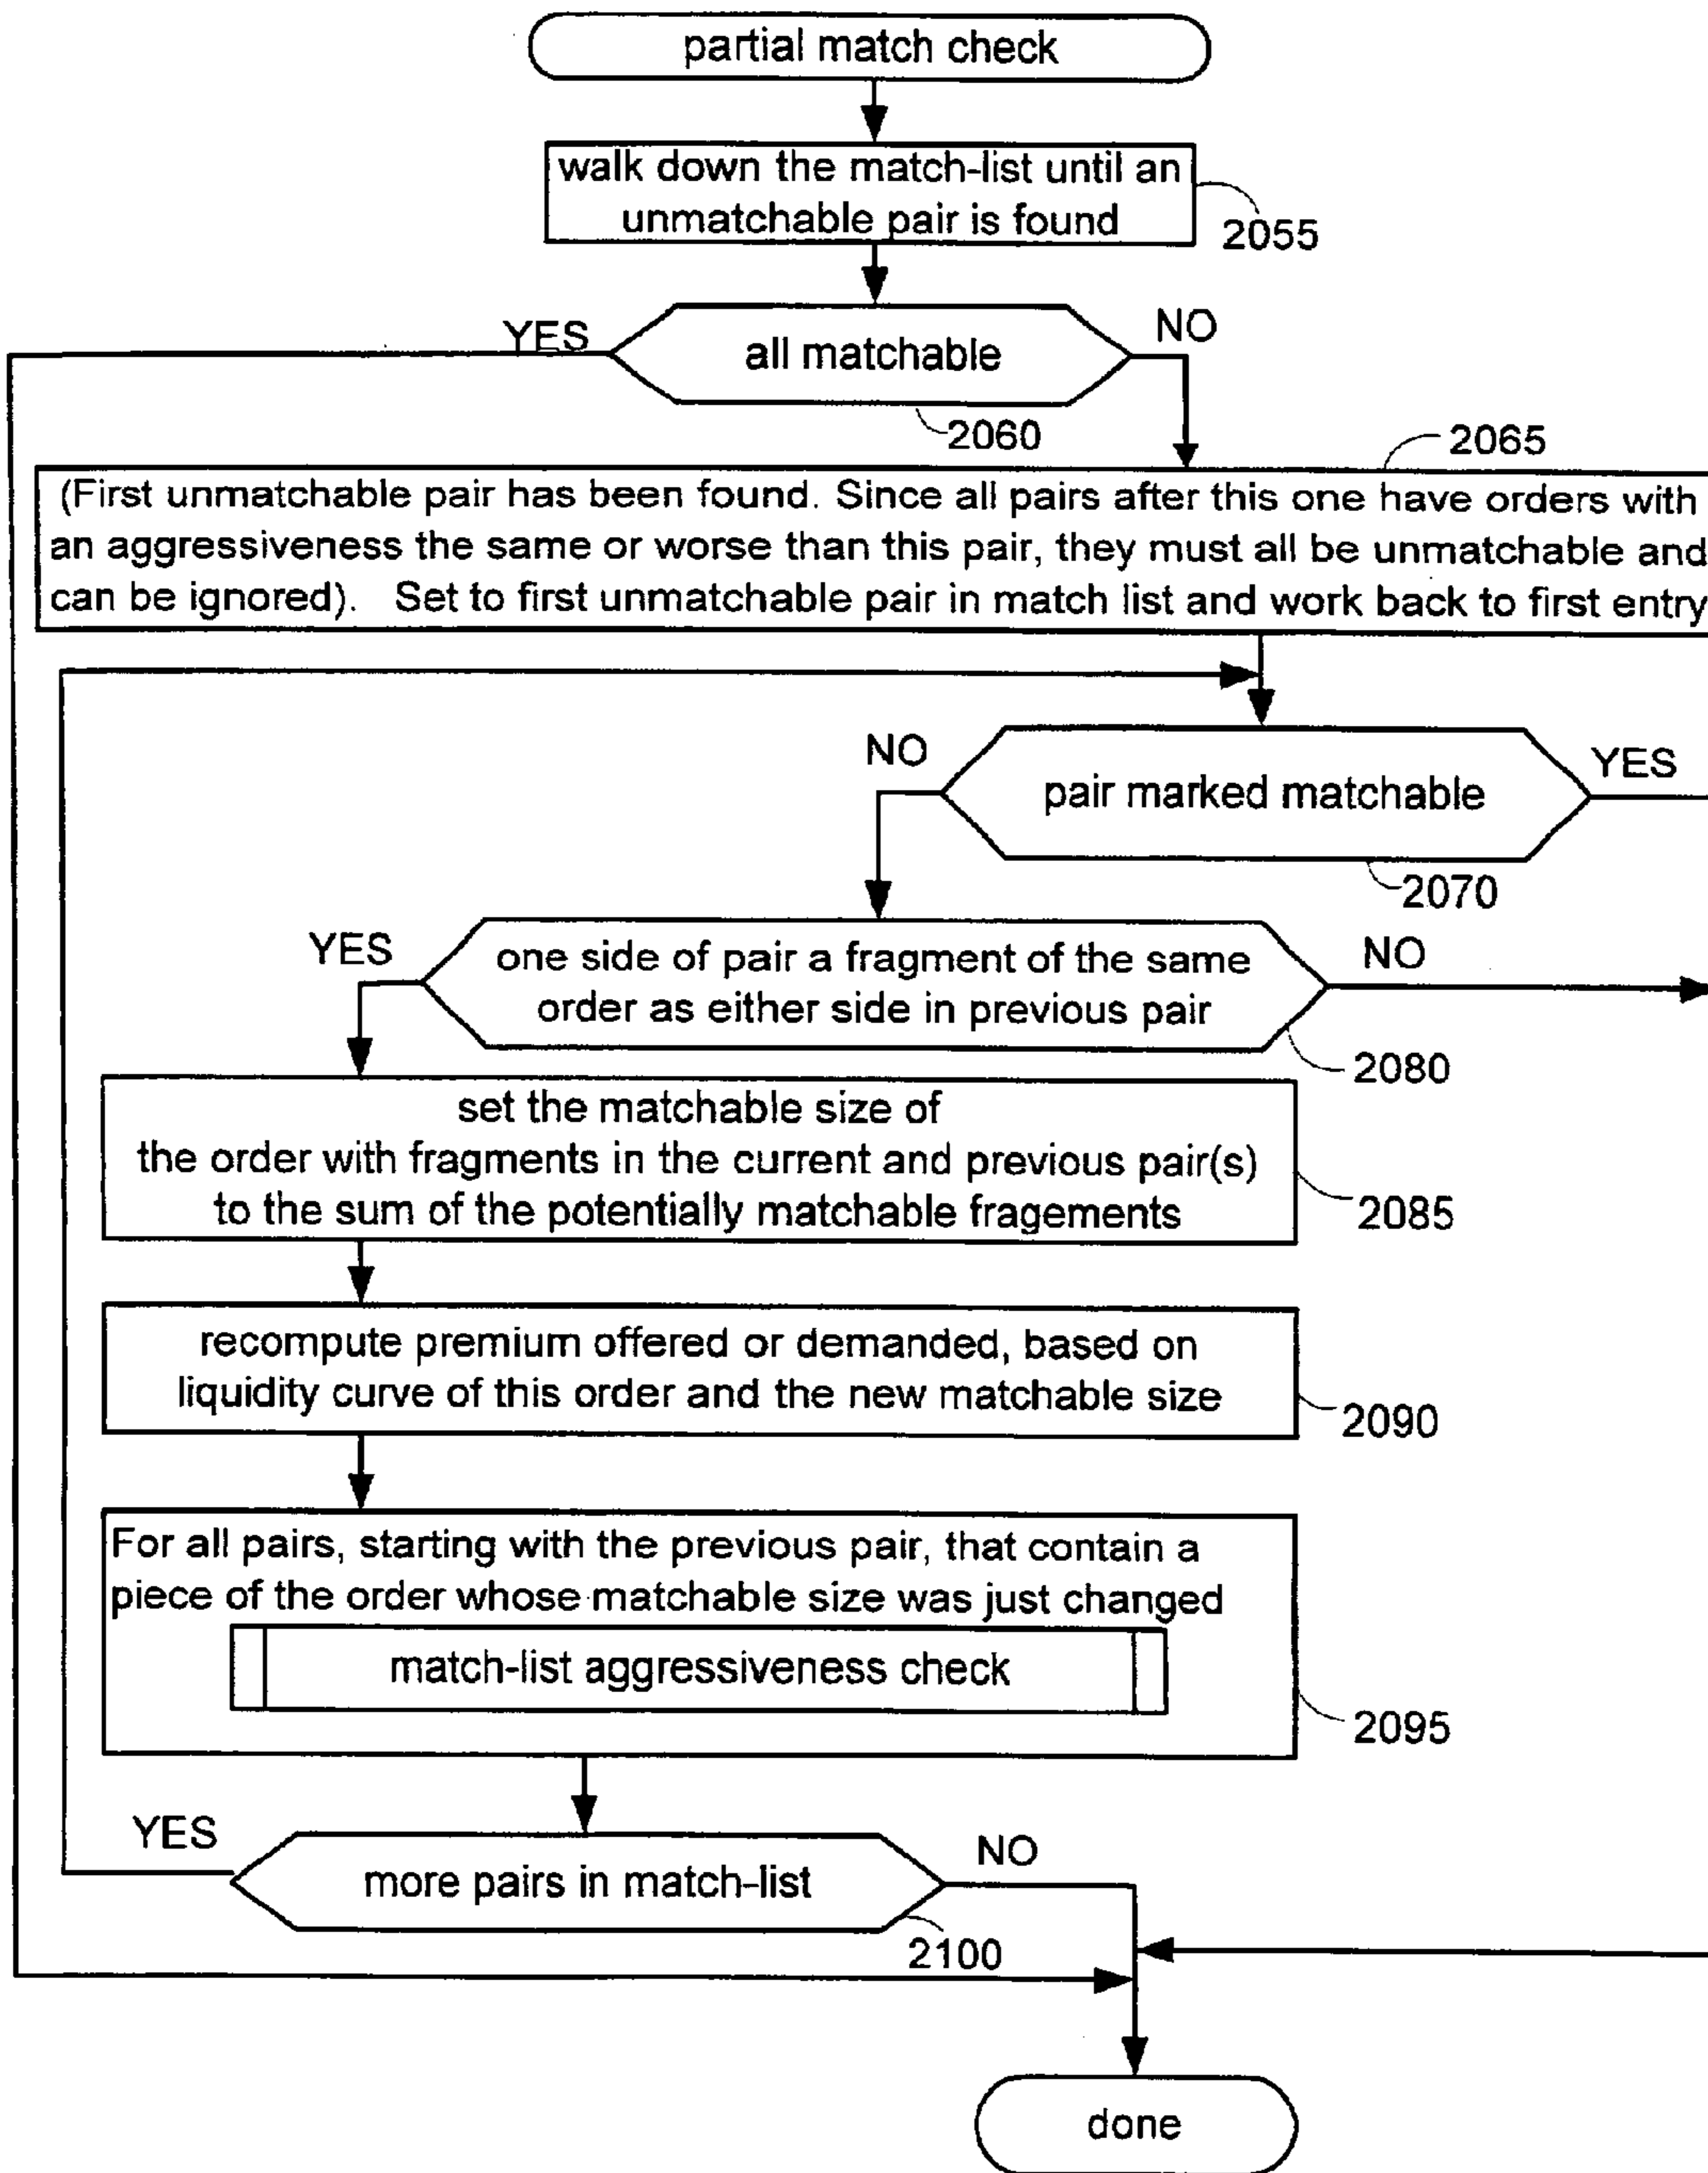 partial match check
walk down the match-list until an
unmatchable pair is found
2055
YES
NO
all matchable
2060
2065
(First unmatchable pair has been found. Since all pairs after this one have orders with
an aggressiveness the same or worse than this pair, they must all be unmatchable and
can be ignored). Set to first unmatchable pair in match list and work back to first entry
NO
YES
pair marked matchable
2070
YES
NO
one side of pair a fragment of the same
order as either side in previous pair
2080
set the matchable size of
the order with fragments in the current and previous pair(s)
to the sum of the potentially matchable fragements
2085
recompute premium offered or demanded, based on
liquidity curve of this order and the new matchable size
2090
For all pairs, starting with the previous pair, that contain a
piece of the order whose matchable size was just changed
match-list aggressiveness check
2095
YES
NO
more pairs in match-list
2100
done